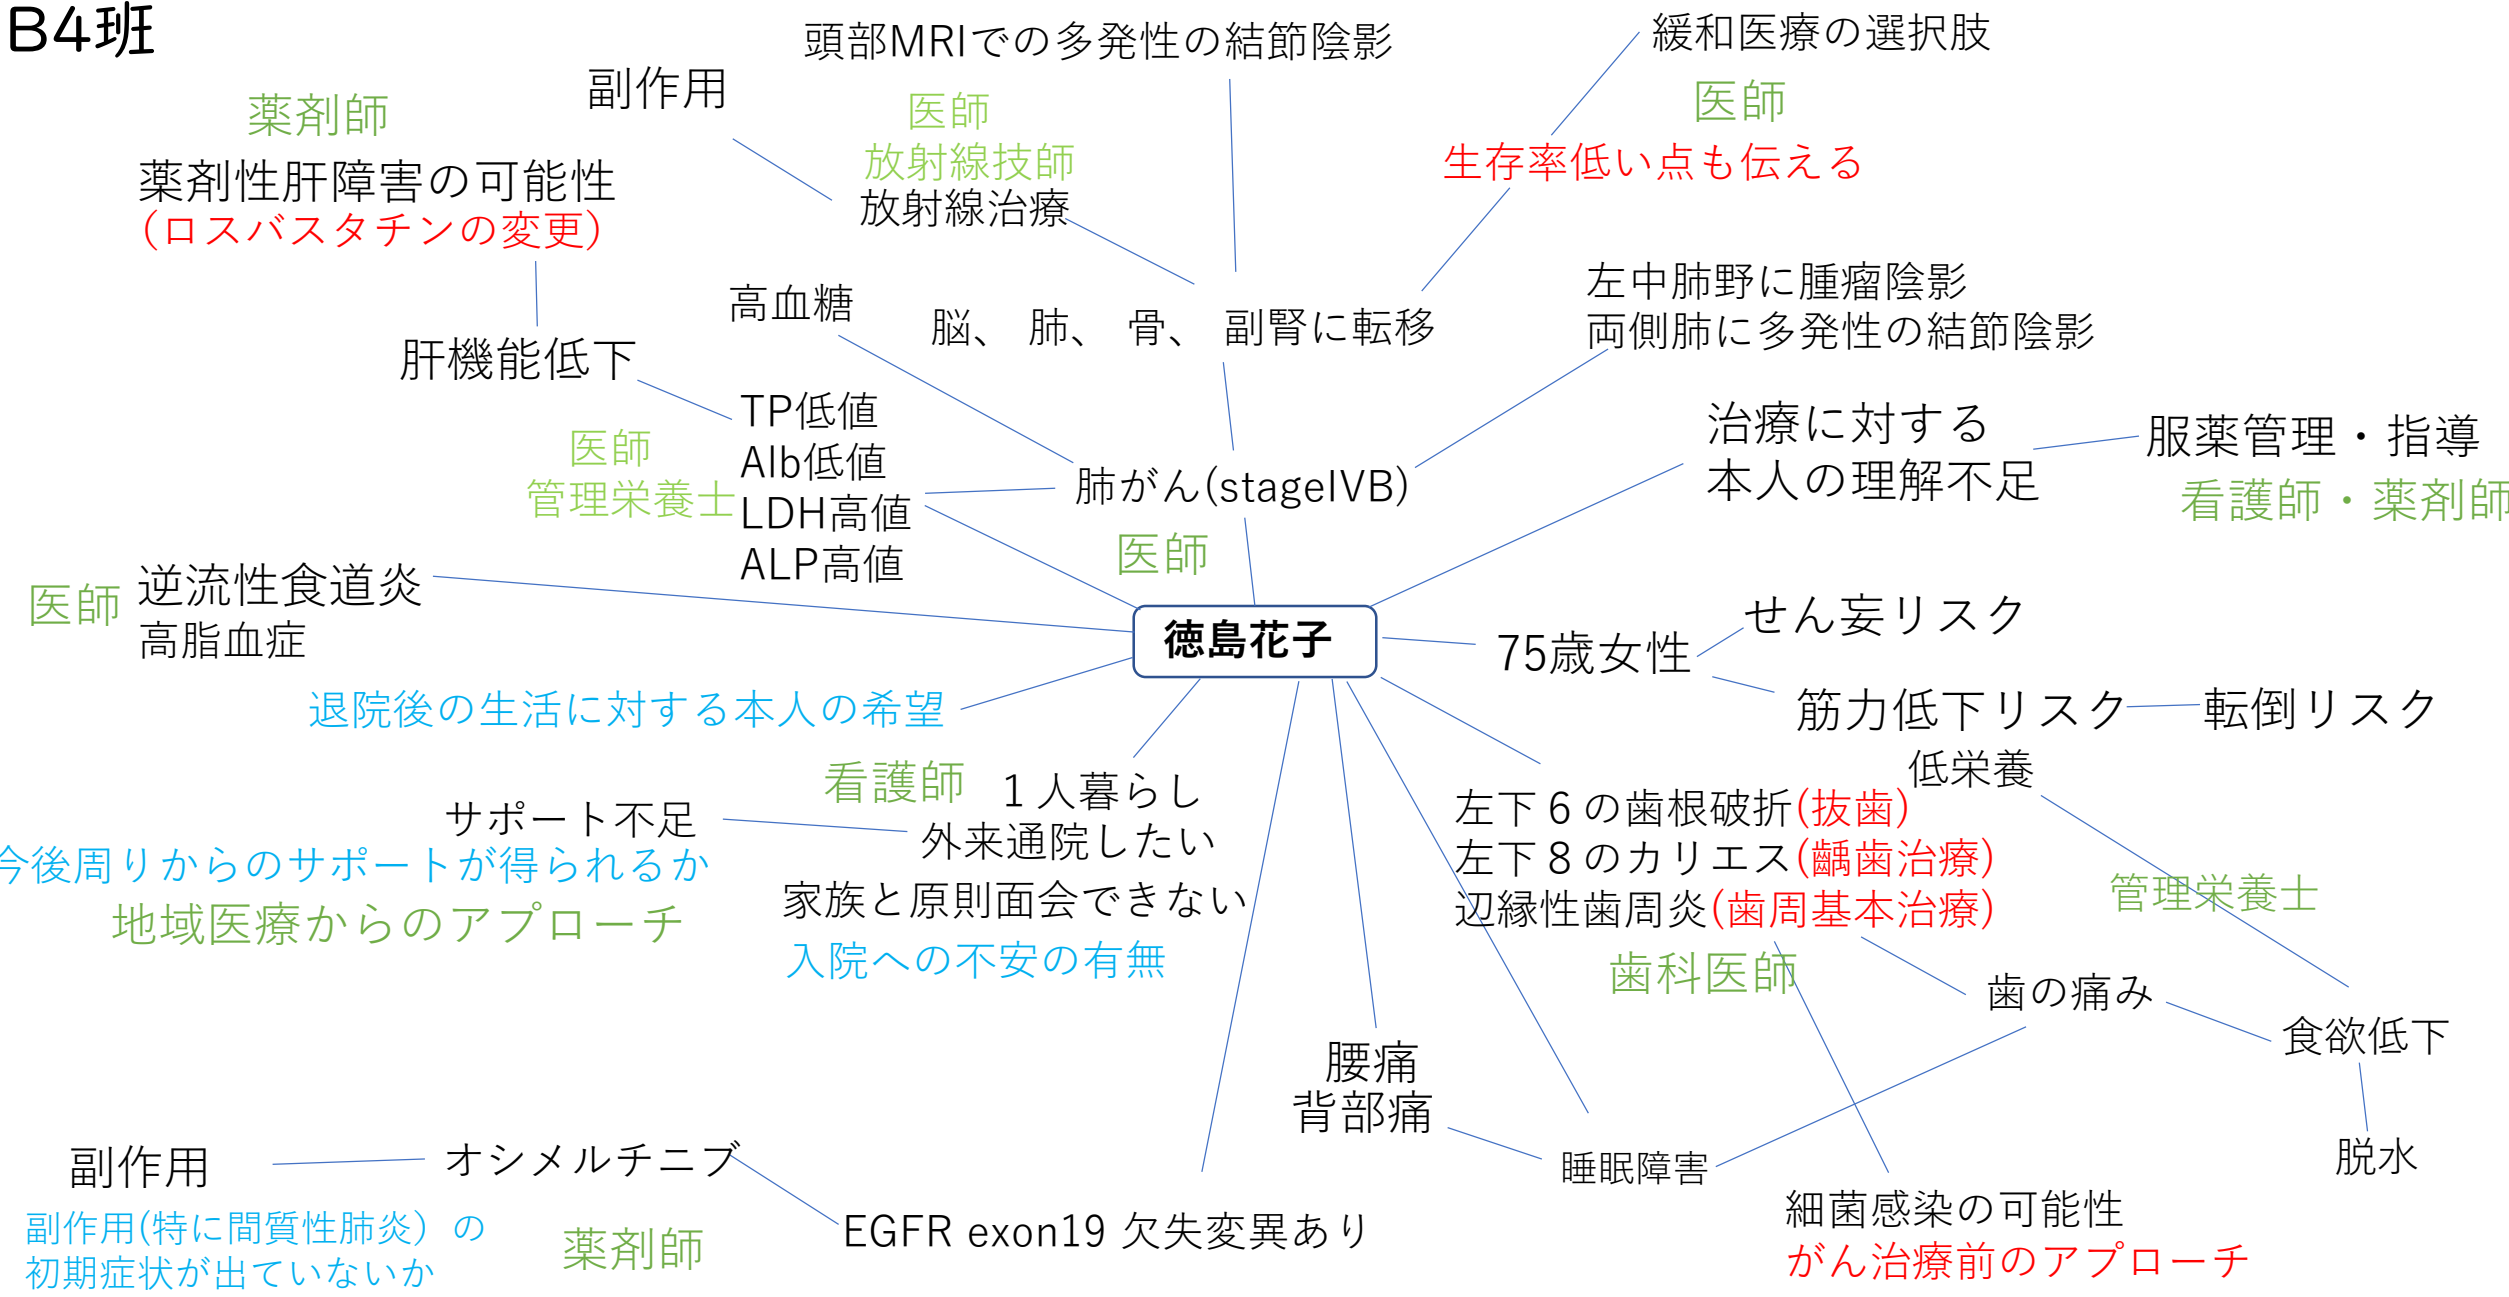 B4班
頭部MRIでの多発性の結節陰影
緩和医療の選択肢
副作用
薬剤師
医師
放射線技師
放射線治療
医師
生存率低い点も伝える
薬剤性肝障害の可能性
（ロスバスタチンの変更）
高血糖
脳、 肺、 骨、 副腎に転移
左中肺野に腫瘤陰影
両側肺に多発性の結節陰影
肝機能低下
TP低値
Alb低値
LDH高値
ALP高値
医師
管理栄養士
肺がん(stageIVB)
医師
治療に対する
本人の理解不足
服薬管理・指導
看護師・薬剤師
医師
逆流性食道炎
高脂血症
徳島花子
75歳女性
せん妄リスク
筋力低下リスク
転倒リスク
低栄養
退院後の生活に対する本人の希望
看護師
１人暮らし
外来通院したい
家族と原則面会できない
入院への不安の有無
サポート不足
今後周りからのサポートが得られるか
地域医療からのアプローチ
左下６の歯根破折(抜歯)
左下８のカリエス(齲歯治療)
辺縁性歯周炎(歯周基本治療)
歯科医師
管理栄養士
歯の痛み
食欲低下
脱水
腰痛
背部痛
睡眠障害
細菌感染の可能性
がん治療前のアプローチ
副作用
オシメルチニブ
副作用(特に間質性肺炎）の
初期症状が出ていないか
薬剤師
EGFR exon19 欠失変異あり